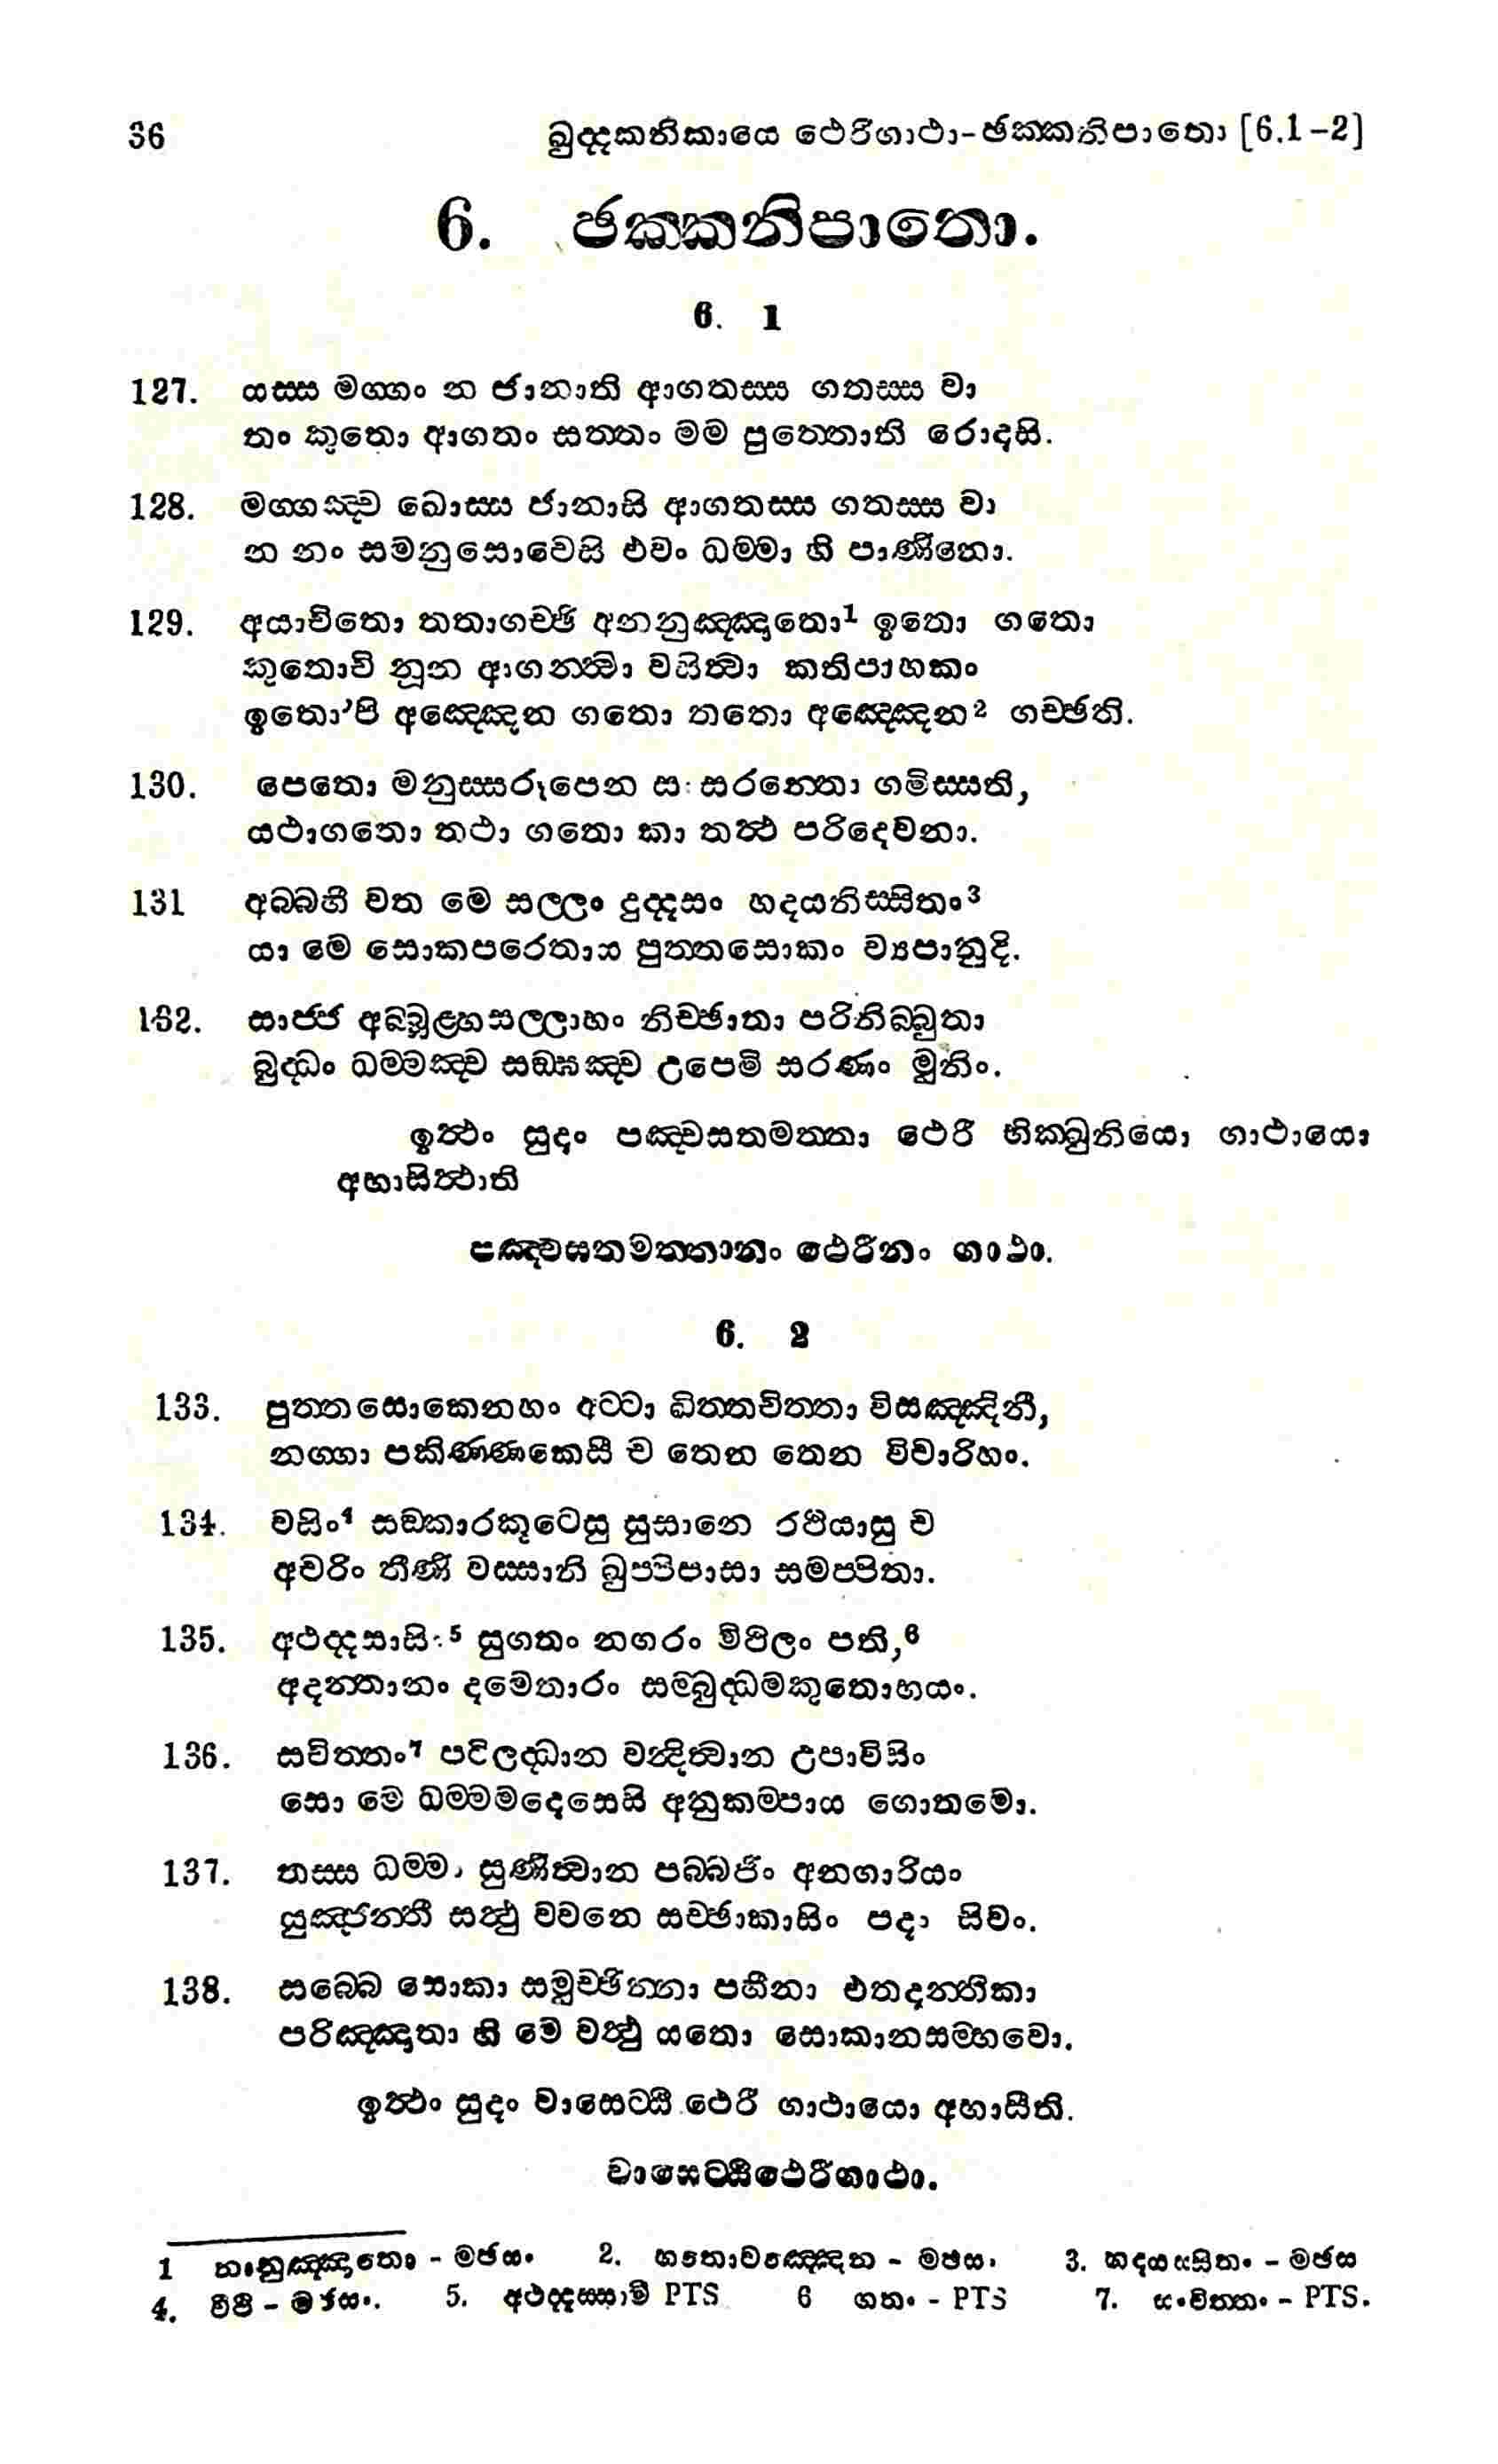 36 ඛුද්දකනිකායෙ ථෙරීගාථා-ඡක්කනිපාතො [6.1-2]
6. ඡක්කනිපාතො.
6. 1
127. යස්ස මග්ගං න ජානාති ආගතස්ස ගතස්ස වා
තං කුතො ආගතං සත්තං මම පුත්තොති රොදසි.
128. මග්ගඤ්ච ඛොස්ස ජානාසි ආගතස්ස ගතස්ස වා
න නං සමනුසොචෙසි එවං ධම්මා හි පාණිනො.
129. අයාචිතො තතාගච්ඡි අනනුඤ්ඤාතො1 ඉතො ගතො
කුතොචි නූන ආගන්ත්වා වසිත්වා කතිපාහකං
ඉතො’පි අඤ්ඤෙන ගතො තතො අඤ්ඤෙන2 ගච්ඡති.
130. පෙතො මනුස්සරූපෙන සංසරන්තො ගමිස්සති,
යථාගතො තථා ගතො කා තත්ථ පරිදෙවනා.
131 අබ්බහී වත මෙ සල්ලං දුද්දසං හදයනිස්සිතං3
යා මෙ සොකපරෙතාය පුත්තසොකං ව්‍යපානුදි.
132. සාජ්ජ අබ්බූළ්හසල්ලාහං නිච්ඡාතා පරිනිබ්බුතා
බුද්ධං ධම්මඤ්ච සඞ්ඝඤ්ච උපෙමි සරණං මුනිං.
ඉත්ථං සුදං පඤ්චසතමත්තා ථෙරී භික්ඛුනියො ගාථායො
අභාසිත්ථාති
පඤ්චසතමත්තානං ථෙරීනං ගාථා.
6. 2
133. පුත්තසොකෙනහං අට්ටා ඛිත්තචිත්තා විසඤ්ඤිනී,
නග්ගා පකිණ්ණකෙසී ච තෙන තෙන විචාරිහං.
134. වසිං4 සඞ්කාරකූටෙසු සුසානෙ රථියාසු ච
අචරිං තීණි වස්සානි ඛුප්පිපාසා සමප්පිතා.
135. අථද්දසාසිං5 සුගතං නගරං මිථිලං පති,6
අදන්තානං දමෙතාරං සම්බුද්ධමකුතොභයං.
136. සචිත්තං7 පටිලද්ධාන වන්දිත්වාන උපාවිසිං
සො මෙ ධම්මමදෙසෙසි අනුකම්පාය ගොතමො.
137. තස්ස ධම්මං සුණිත්වාන පබ්බජිං අනගාරියං
යුඤ්ජන්තී සත්ථු වචනෙ සච්ඡාකාසිං පදං සිවං.
138. සබ්බෙ සොකා සමුච්ඡින්නා පහීනා එතදන්තිකා
පරිඤ්ඤාතා හි මෙ වත්ථු යතො සොකානසම්භවො.
ඉත්ථං සුදං වාසෙට්ඨී ථෙරී ගාථායො අභාසීති.
වාසෙට්ඨීථෙරීගාථා.
1 නානුඤ්ඤාතො - මජසං 2. 3. - මජස
4. - මජසං. 5. අථද්දස්සාමි PTS 6 ගතං - PTS 7. සංචිත්තං - PTS.